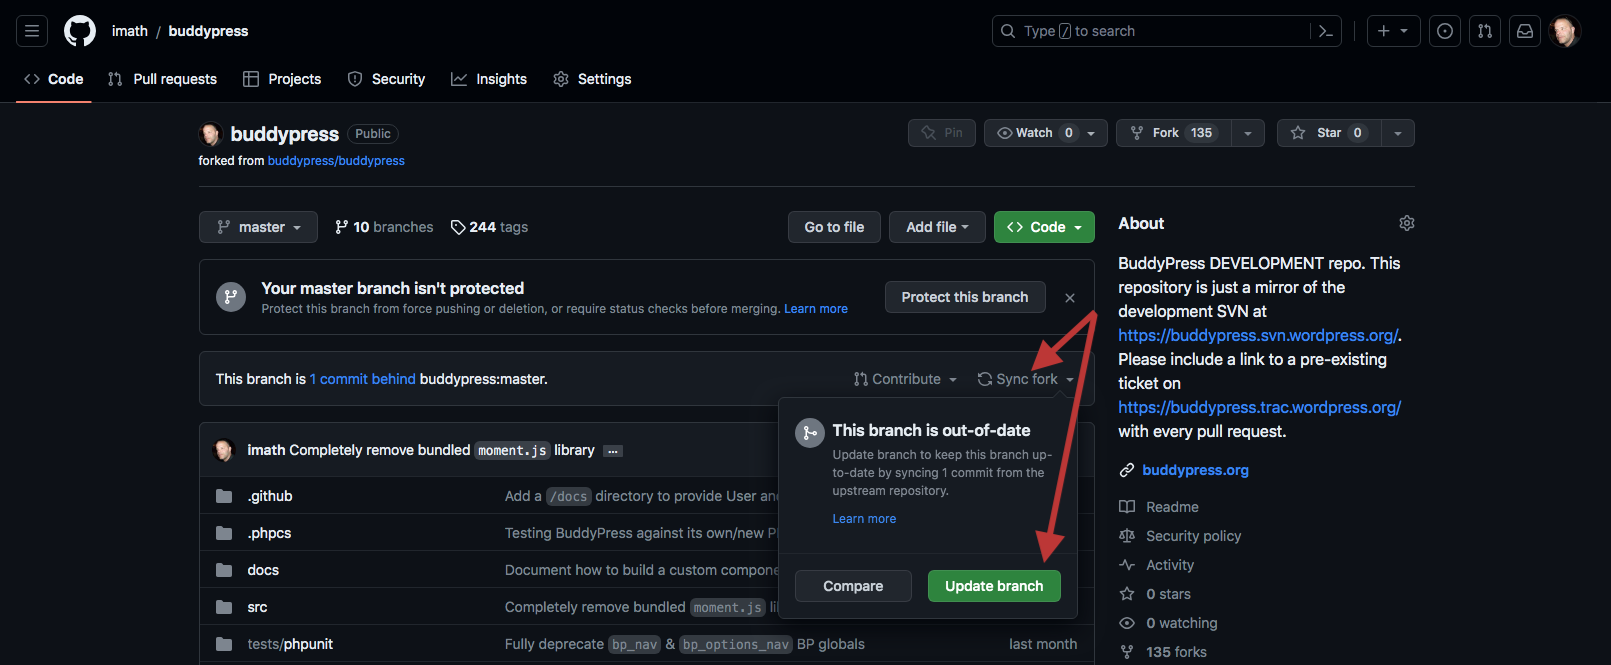 imath / buddypress
Type / to search
Code
Pull requests
Projects
Security
Insights
Settings
buddypress Public
forked from buddypress/buddypress
Pin
Watch 0
Fork 135
Star 0
master
10 branches
244 tags
Go to file
Add file
<> Code
Your master branch isn't protected
Protect this branch from force pushing or deletion, or require status checks before merging. Learn more
Protect this branch
This branch is 1 commit behind buddypress:master.
Contribute
Sync fork
This branch is out-of-date
Update branch to keep this branch up-
to-date by syncing 1 commit from the
upstream repository.
Learn more
Compare
Update branch
imath Completely remove bundled moment.js library ...
.github
Add a /docs directory to provide User an
.phpcs
Testing BuddyPress against its own/new P
docs
Document how to build a custom compone
src
Completely remove bundled moment.js li
tests/phpunit
Fully deprecate bp_nav & bp_options_nav BP globals
last month
About
BuddyPress DEVELOPMENT repo. This
repository is just a mirror of the
development SVN at
https://buddypress.svn.wordpress.org/.
Please include a link to a pre-existing
ticket on
https://buddypress.trac.wordpress.org/
with every pull request.
buddypress.org
Readme
Security policy
Activity
0 stars
0 watching
135 forks